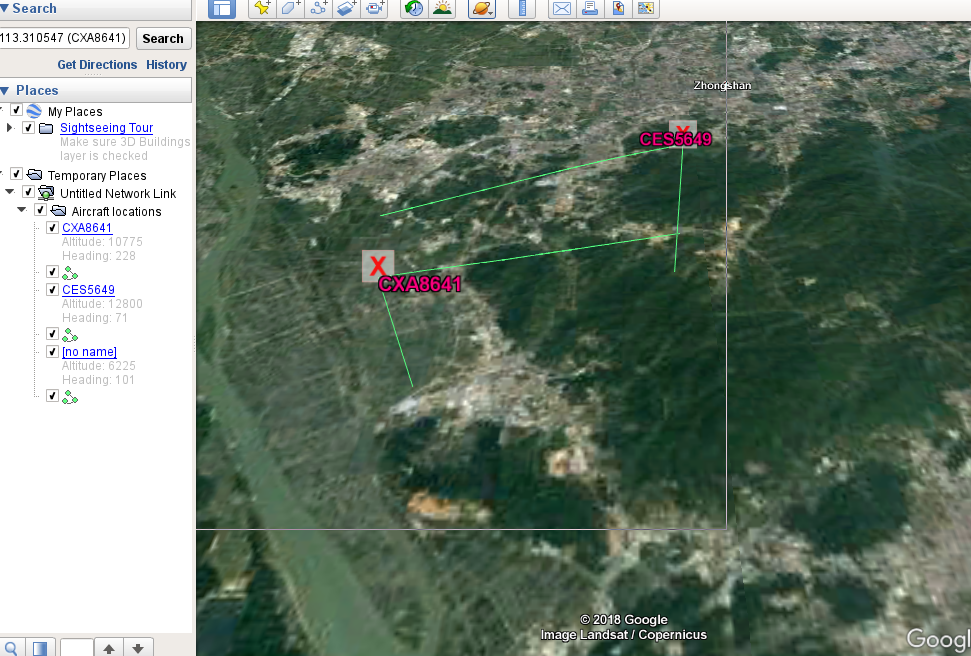 Search
113.310547 (CXA8641)
Search
Get Directions
History
Places
My Places
Sightseeing Tour
Make sure 3D Buildings
layer is checked
Temporary Places
Untitled Network Link
Aircraft locations
CXA8641
Altitude: 10775
Heading: 228
CES5649
Altitude: 12800
Heading: 71
[no name]
Altitude: 6225
Heading: 101
Zhongshan
X
CES5649
X
CXA8641
© 2018 Google
Image Landsat / Copernicus
Googl